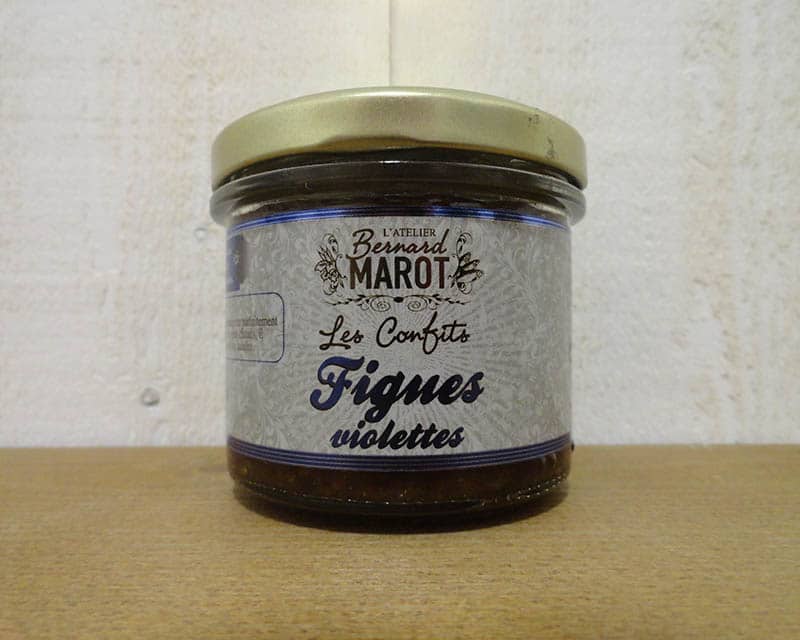 L'ATELIER
Bernard
MAROT
Les Confits
Figues
violettes